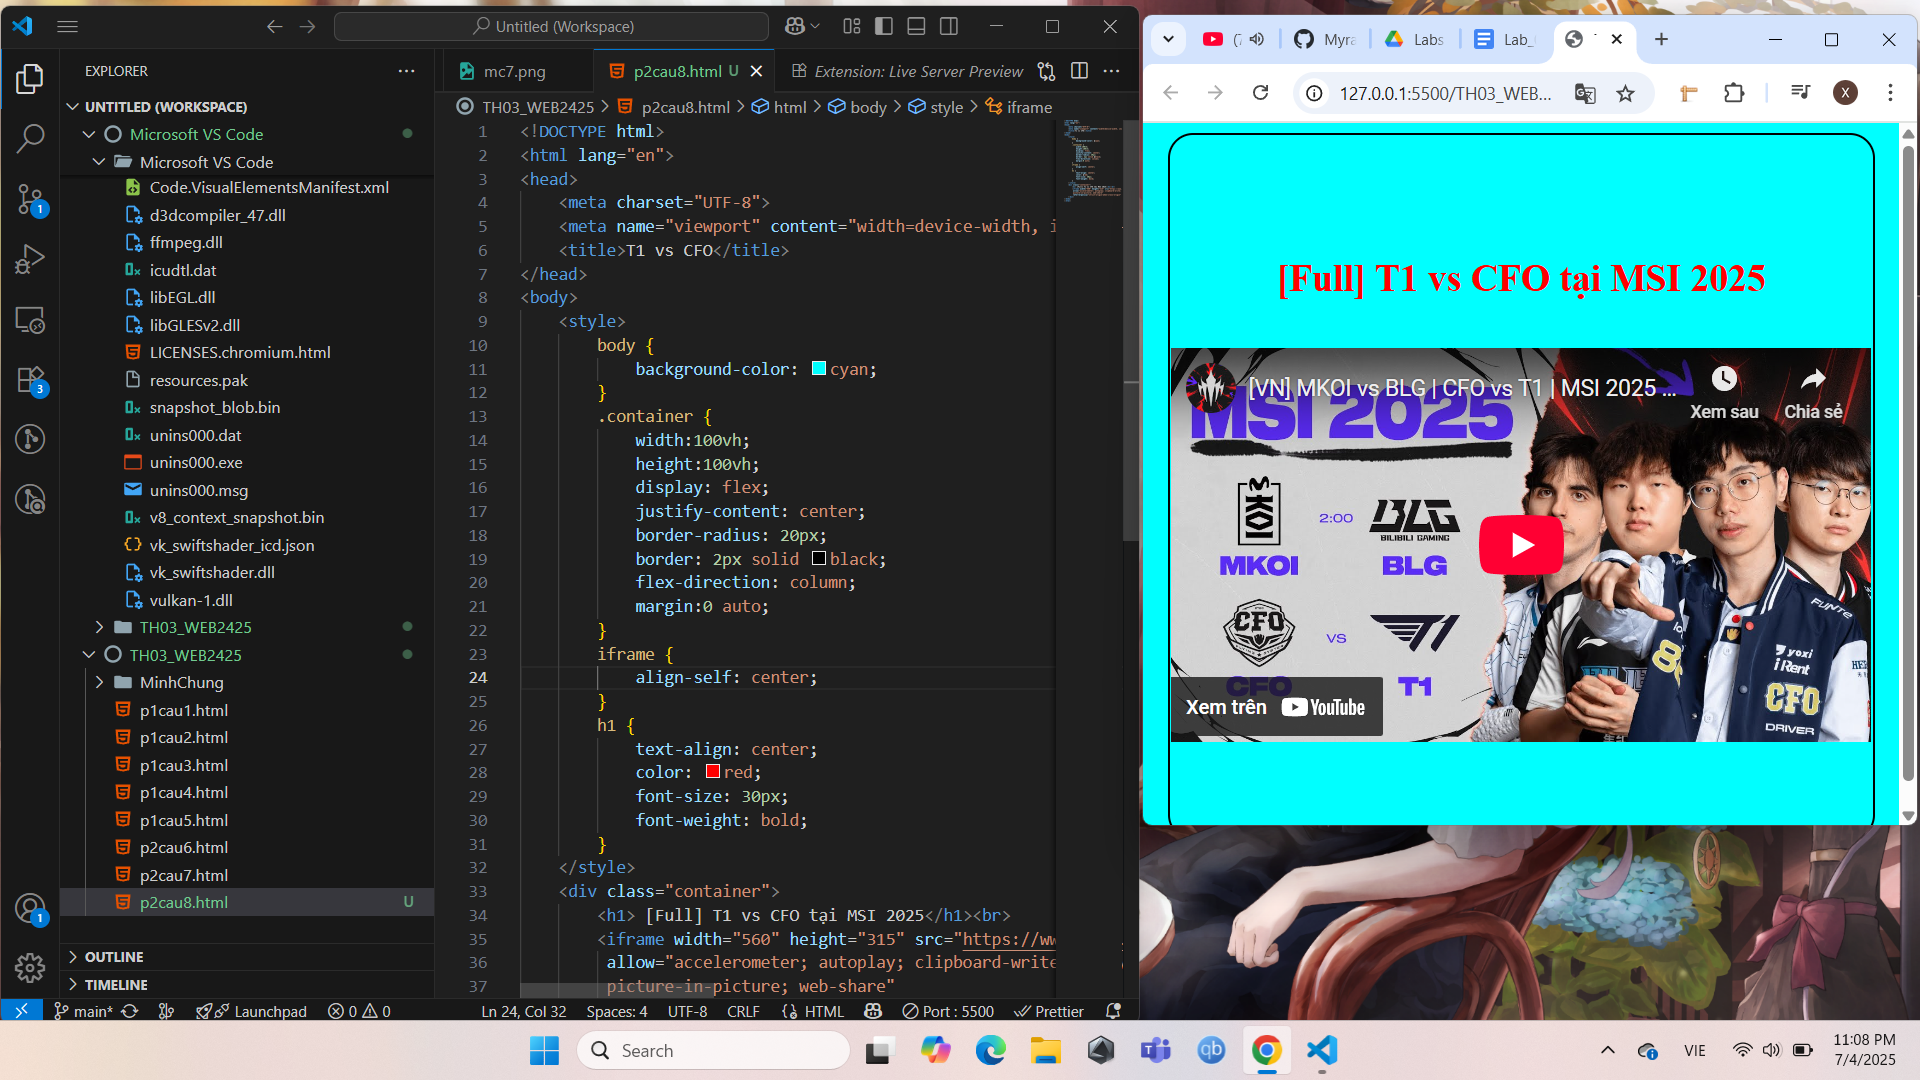 Untitled (Workspace)
EXPLORER
UNTITLED (WORKSPACE)
Microsoft VS Code
Microsoft VS Code
Code.VisualElementsManifest.xml
d3dcompiler_47.dll
ffmpeg.dll
icudtl.dat
libEGL.dll
libGLESv2.dll
LICENSES.chromium.html
resources.pak
snapshot_blob.bin
unins000.dat
unins000.exe
unins000.msg
v8_context_snapshot.bin
vk_swiftshader_icd.json
vk_swiftshader.dll
vulkan-1.dll
TH03_WEB2425
TH03_WEB2425
MinhChung
p1cau1.html
p1cau2.html
p1cau3.html
p1cau4.html
p1cau5.html
p2cau6.html
p2cau7.html
p2cau8.html U
OUTLINE
TIMELINE
1
3
1
mc7.png
p2cau8.html U
Extension: Live Server Preview
TH03_WEB2425 > p2cau8.html > html > body > style > iframe
1 <!DOCTYPE html>
2 <html lang="en">
3 <head>
4 <meta charset="UTF-8">
5 <meta name="viewport" content="width=device-width, i
6 <title>T1 vs CFO</title>
7 </head>
8 <body>
9 <style>
10 body {
11 background-color: cyan;
12 }
13 .container {
14 width:100vh;
15 height:100vh;
16 display: flex;
17 justify-content: center;
18 border-radius: 20px;
19 border: 2px solid black;
20 flex-direction: column;
21 margin:0 auto;
22 }
23 iframe {
24 align-self: center;
25 }
26 h1 {
27 text-align: center;
28 color: red;
29 font-size: 30px;
30 font-weight: bold;
31 }
32 </style>
33 <div class="container">
34 <h1> [Full] T1 vs CFO tại MSI 2025</h1><br>
35 <iframe width="560" height="315" src="https://ww
36 allow="accelerometer; autoplay; clipboard-write
37 picture-in-picture; web-share"
main*
Launchpad
0 0
Ln 24, Col 32
Spaces: 4
UTF-8
CRLF
HTML
Port : 5500
Prettier
Myra
Labs
Lab_
127.0.0.1:5500/TH03_WEB...
X
[Full] T1 vs CFO tại MSI 2025
[VN] MKOI vs BLG | CFO vs T1 | MSI 2025 ...
Xem sau
Chia sẻ
MSI 2025
MKOI
2:00
BLG
BILIBILI GAMING
MKOI
BLG
CFO
VS
T1
CFO
T1
Xem trên YouTube
yoxi
iRent
CFO
DRIVER
Search
VIE
11:08 PM
7/4/2025